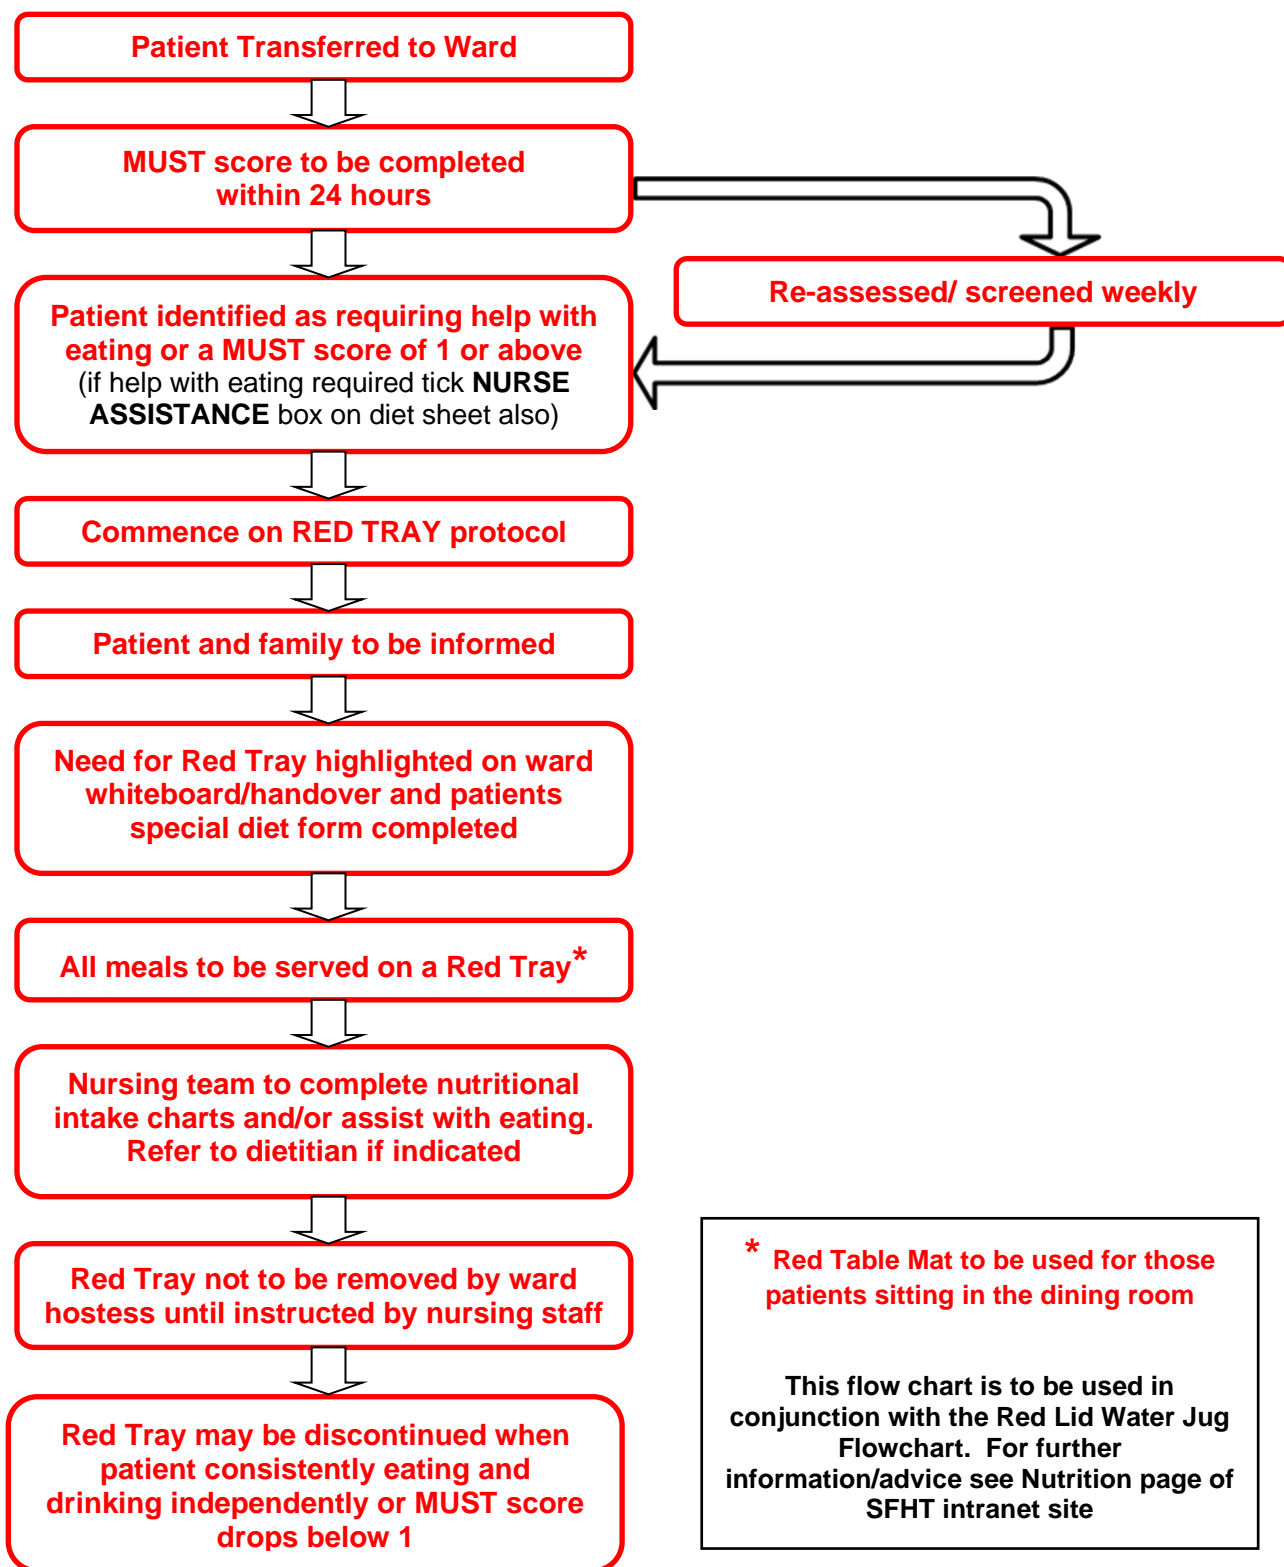 Patient Transferred to Ward
MUST score to be completed
within 24 hours
Re-assessed/ screened weekly
Patient identified as requiring help with
eating or a MUST score of 1 or above
(if help with eating required tick NURSE
ASSISTANCE box on diet sheet also)
Commence on RED TRAY protocol
Patient and family to be informed
Need for Red Tray highlighted on ward
whiteboard/handover and patients
special diet form completed
All meals to be served on a Red Tray*
Nursing team to complete nutritional
intake charts and/or assist with eating.
Refer to dietitian if indicated
Red Tray not to be removed by ward
hostess until instructed by nursing staff
Red Tray may be discontinued when
patient consistently eating and
drinking independently or MUST score
drops below 1
* Red Table Mat to be used for those
patients sitting in the dining room
This flow chart is to be used in
conjunction with the Red Lid Water Jug
Flowchart.  For further
information/advice see Nutrition page of
SFHT intranet site